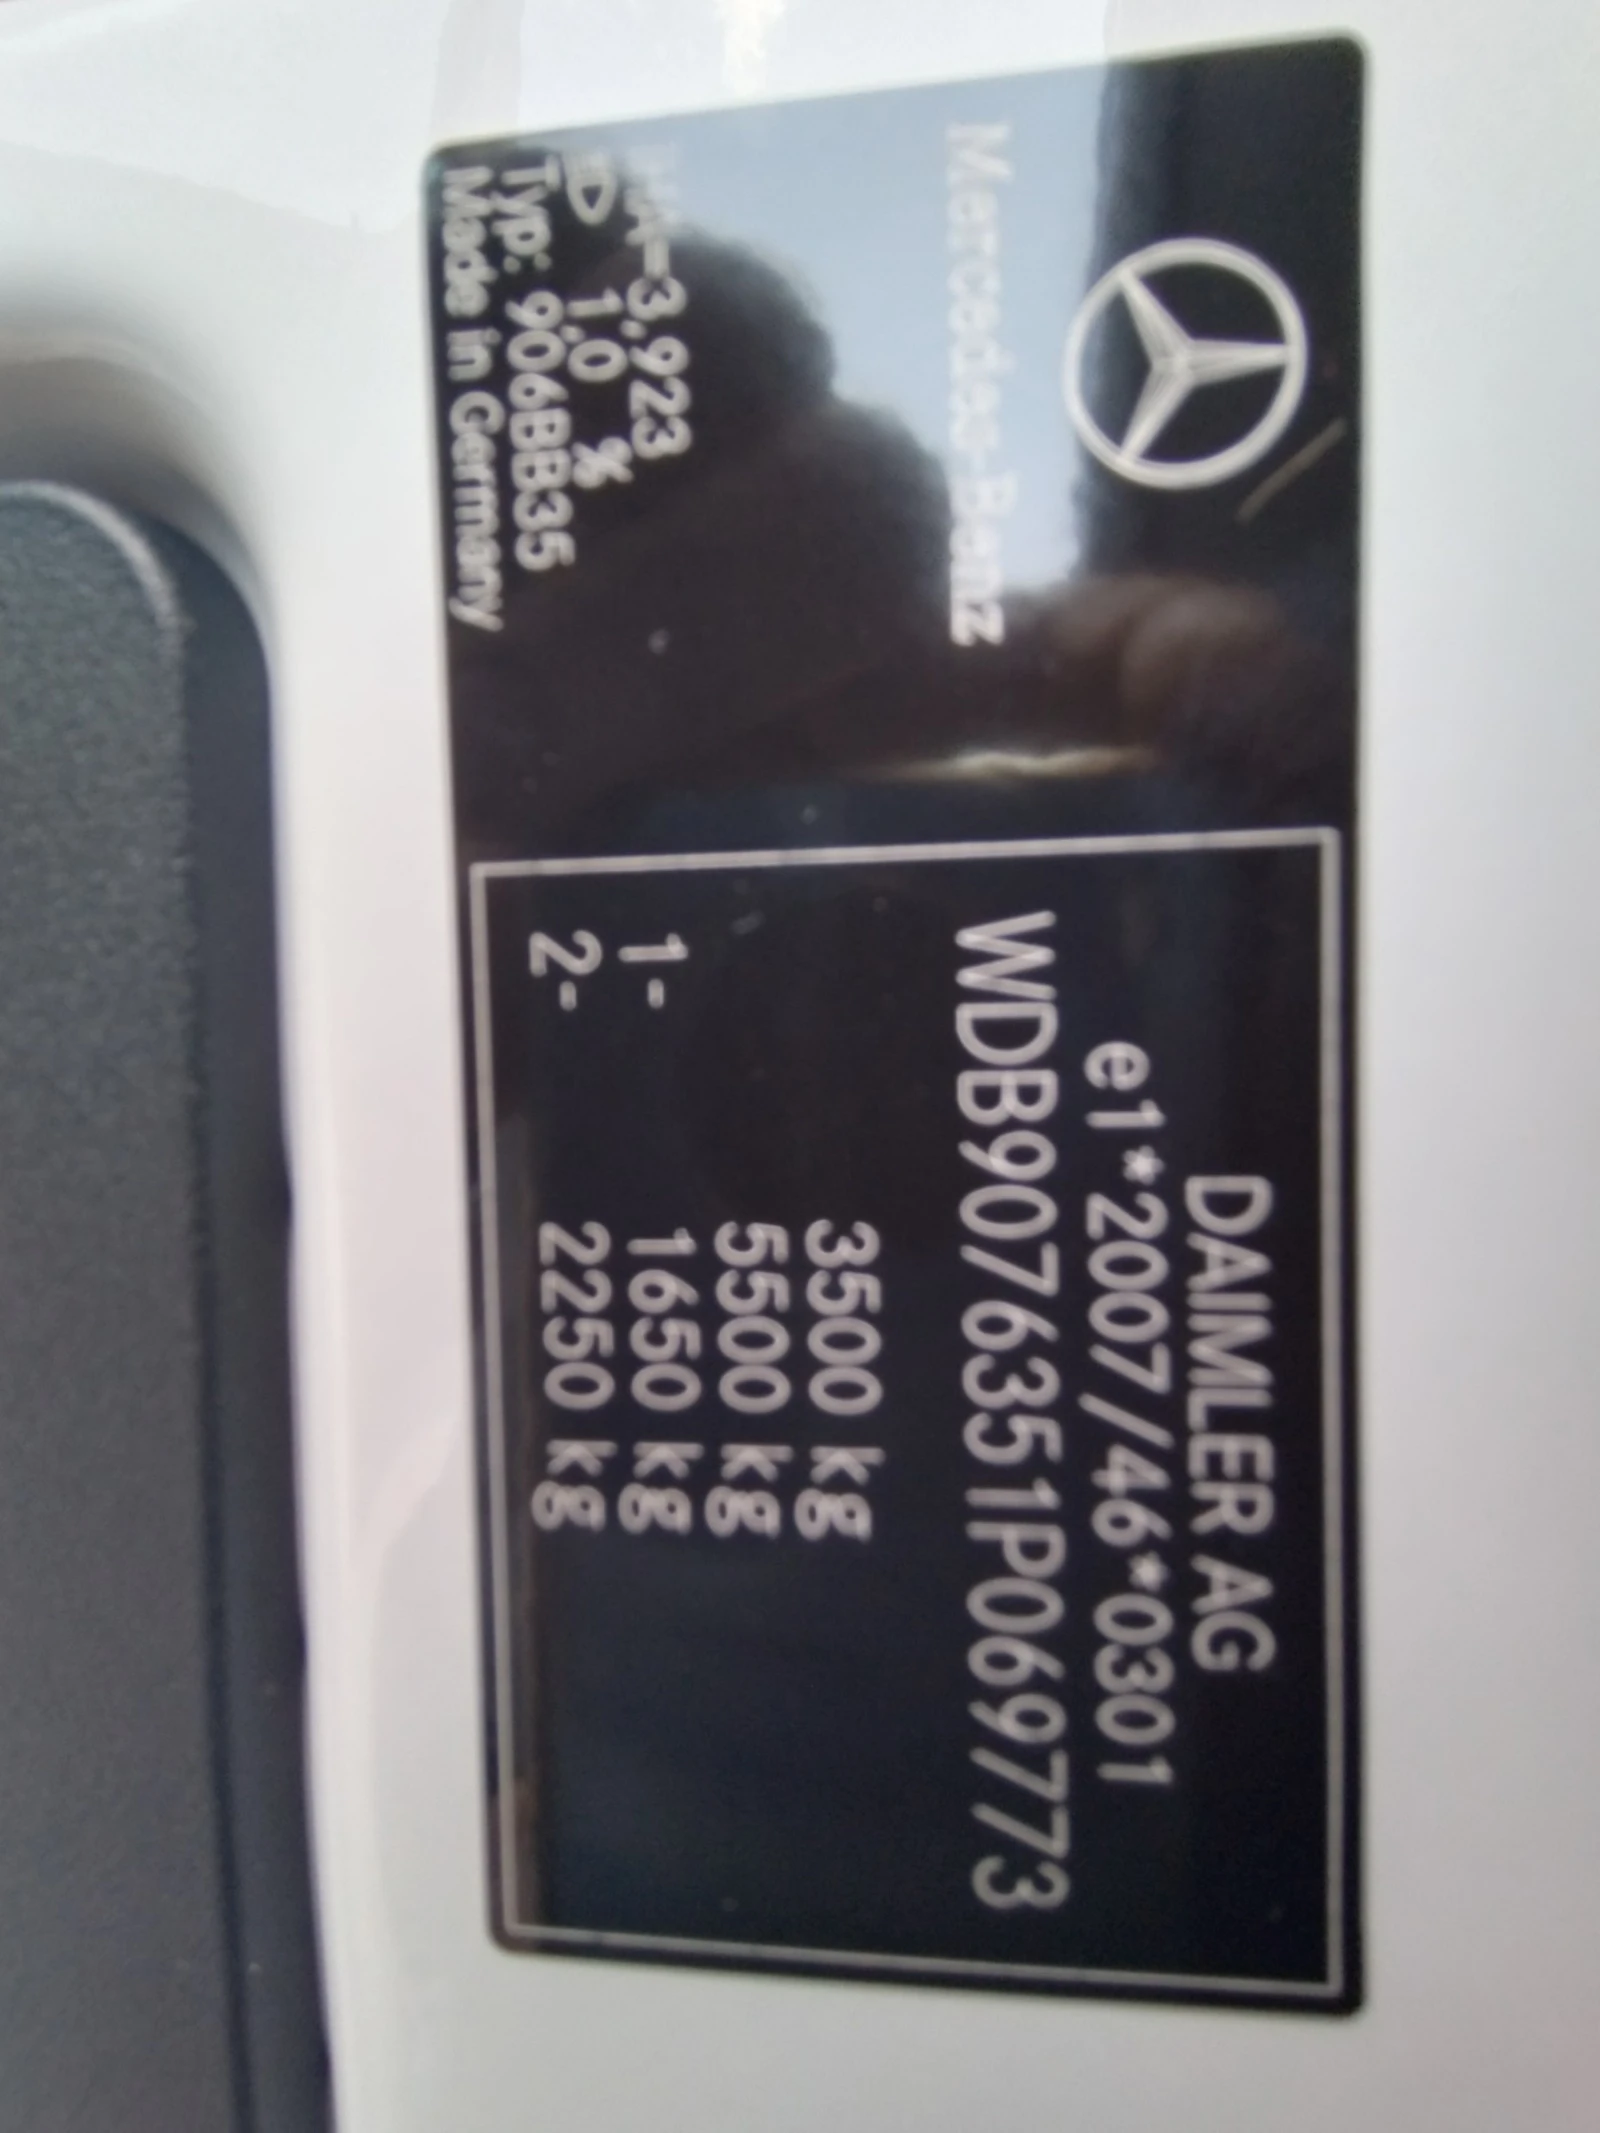 Mercedes-Benz
HA-3,923
1,0 %
Typ: 906BB35
Made in Germany
DAIMLER AG
e1*2007/46*0301
WDB9076351P069773
3500 kg
5500 kg
1- 1650 kg
2- 2250 kg